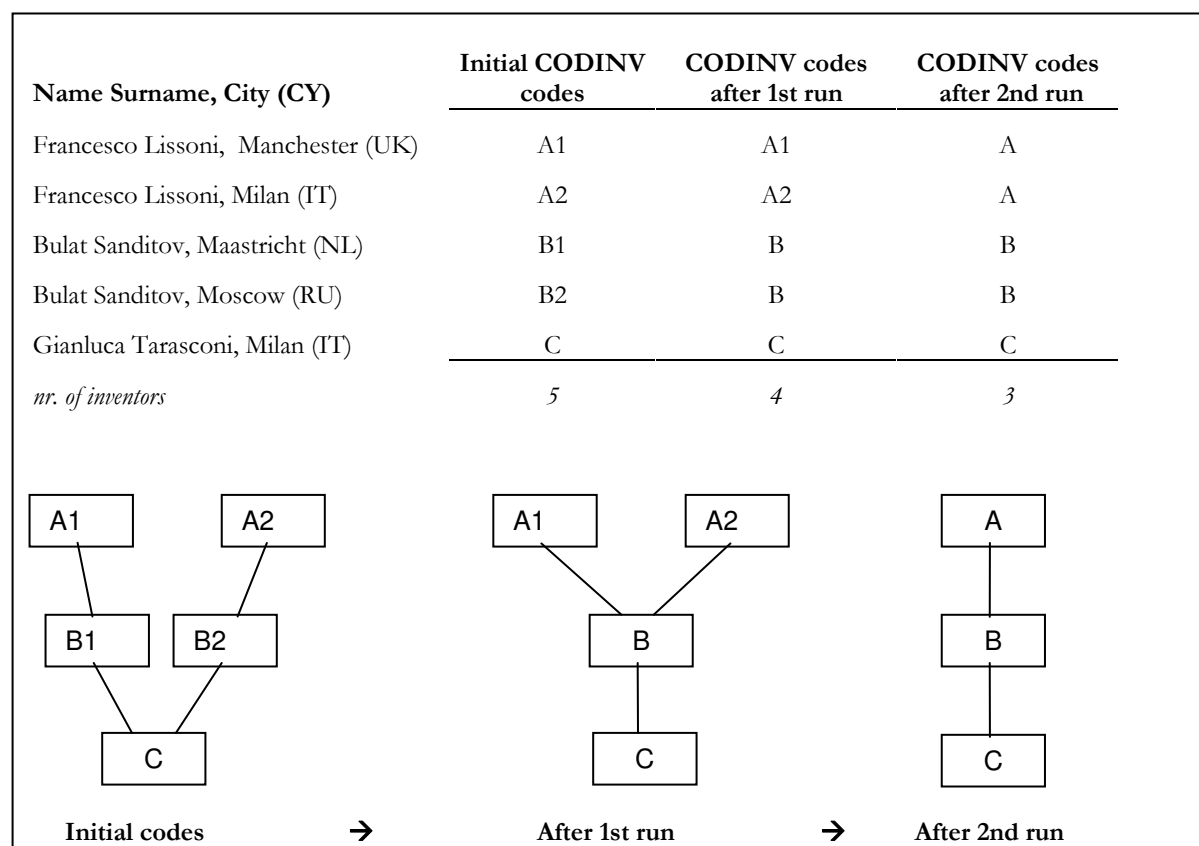 Name Surname, City (CY) Initial CODINV codes CODINV codes after 1st run CODINV codes after 2nd run
Francesco Lissoni, Manchester (UK) A1 A1 A
Francesco Lissoni, Milan (IT) A2 A2 A
Bulat Sanditov, Maastricht (NL) B1 B B
Bulat Sanditov, Moscow (RU) B2 B B
Gianluca Tarasconi, Milan (IT) C C C
nr. of inventors 5 4 3
A1 A2 A1 A2 A
B1 B2 B B
C C C
Initial codes → After 1st run → After 2nd run